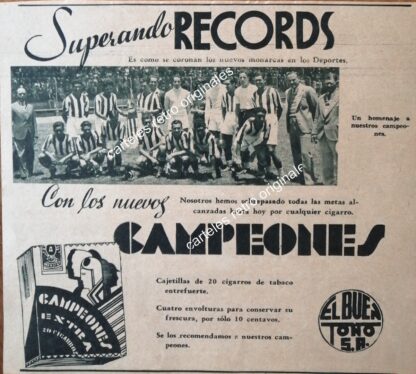 Superando RECORDS
Es como se coronan los nuevos monarcas en los Deportes.
Un homenaje a
nuestros campeo-
nes.
carteles retro originales
carteles retro originales
Con los nuevos
Nosotros hemos sobrepasado todas las metas al-
canzadas hasta hoy por cualquier cigarro.
CAMPEONES
Cajetillas de 20 cigarros de tabaco
entrefuerte.
Cuatro envolturas para conservar su
frescura, por sólo 10 centavos.
Se los recomendamos a nuestros cam-
peones.
CAMPEONES
EXTRA
20 CIGARROS
EL BUEN
TONO
S.A.